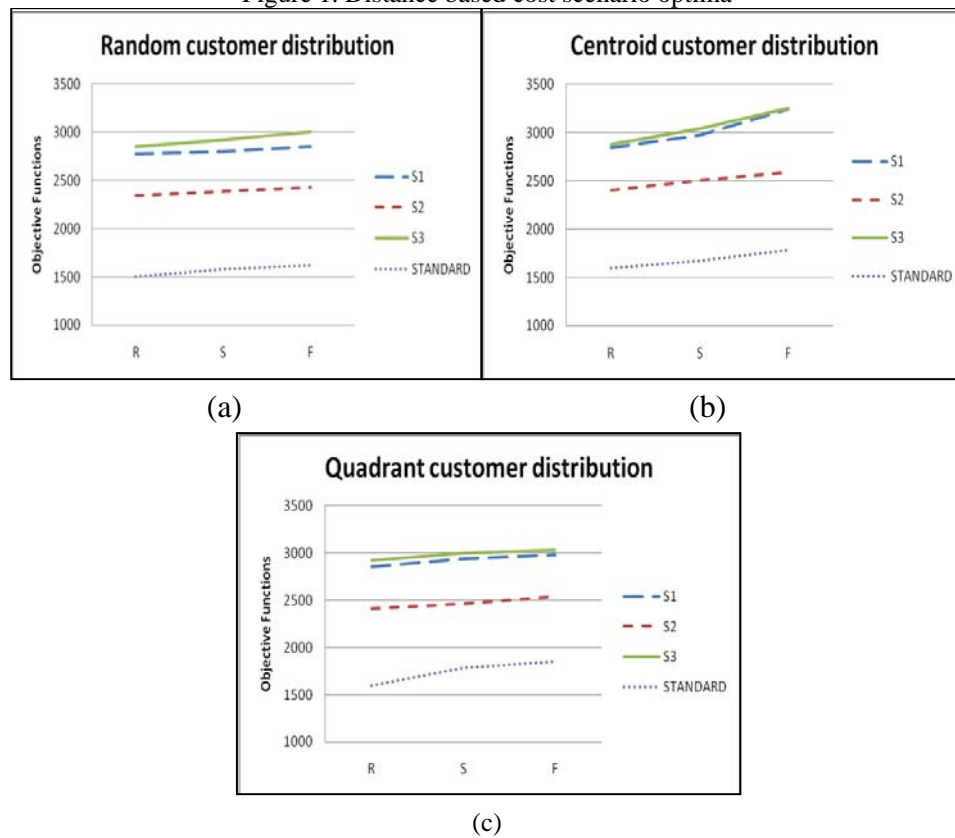 Figure 1. Distance based cost scenario optima
Random customer distribution
Objective Functions
3500
3000
2500
2000
1500
1000
R S F
S1
S2
S3
STANDARD
(a)
Centroid customer distribution
Objective Functions
3500
3000
2500
2000
1500
1000
R S F
S1
S2
S3
STANDARD
(b)
Quadrant customer distribution
Objective Functions
3500
3000
2500
2000
1500
1000
R S F
S1
S2
S3
STANDARD
(c)